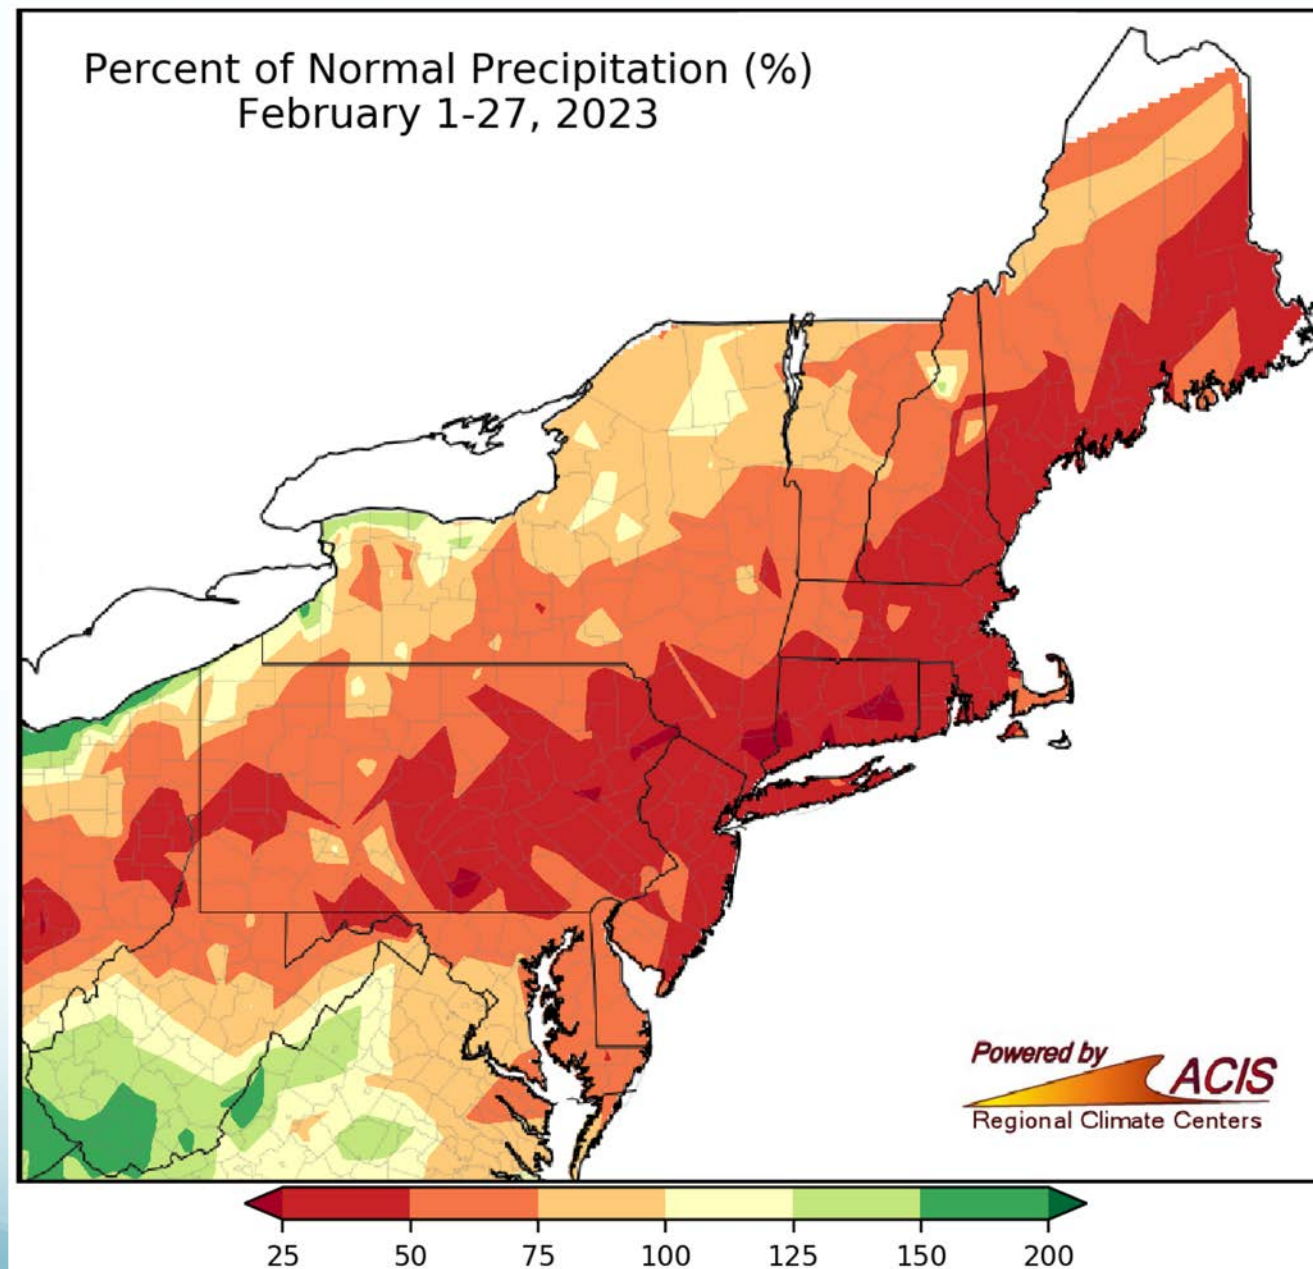 Percent of Normal Precipitation (%)
February 1-27, 2023
Powered by
ACIS
Regional Climate Centers
25 50 75 100 125 150 200